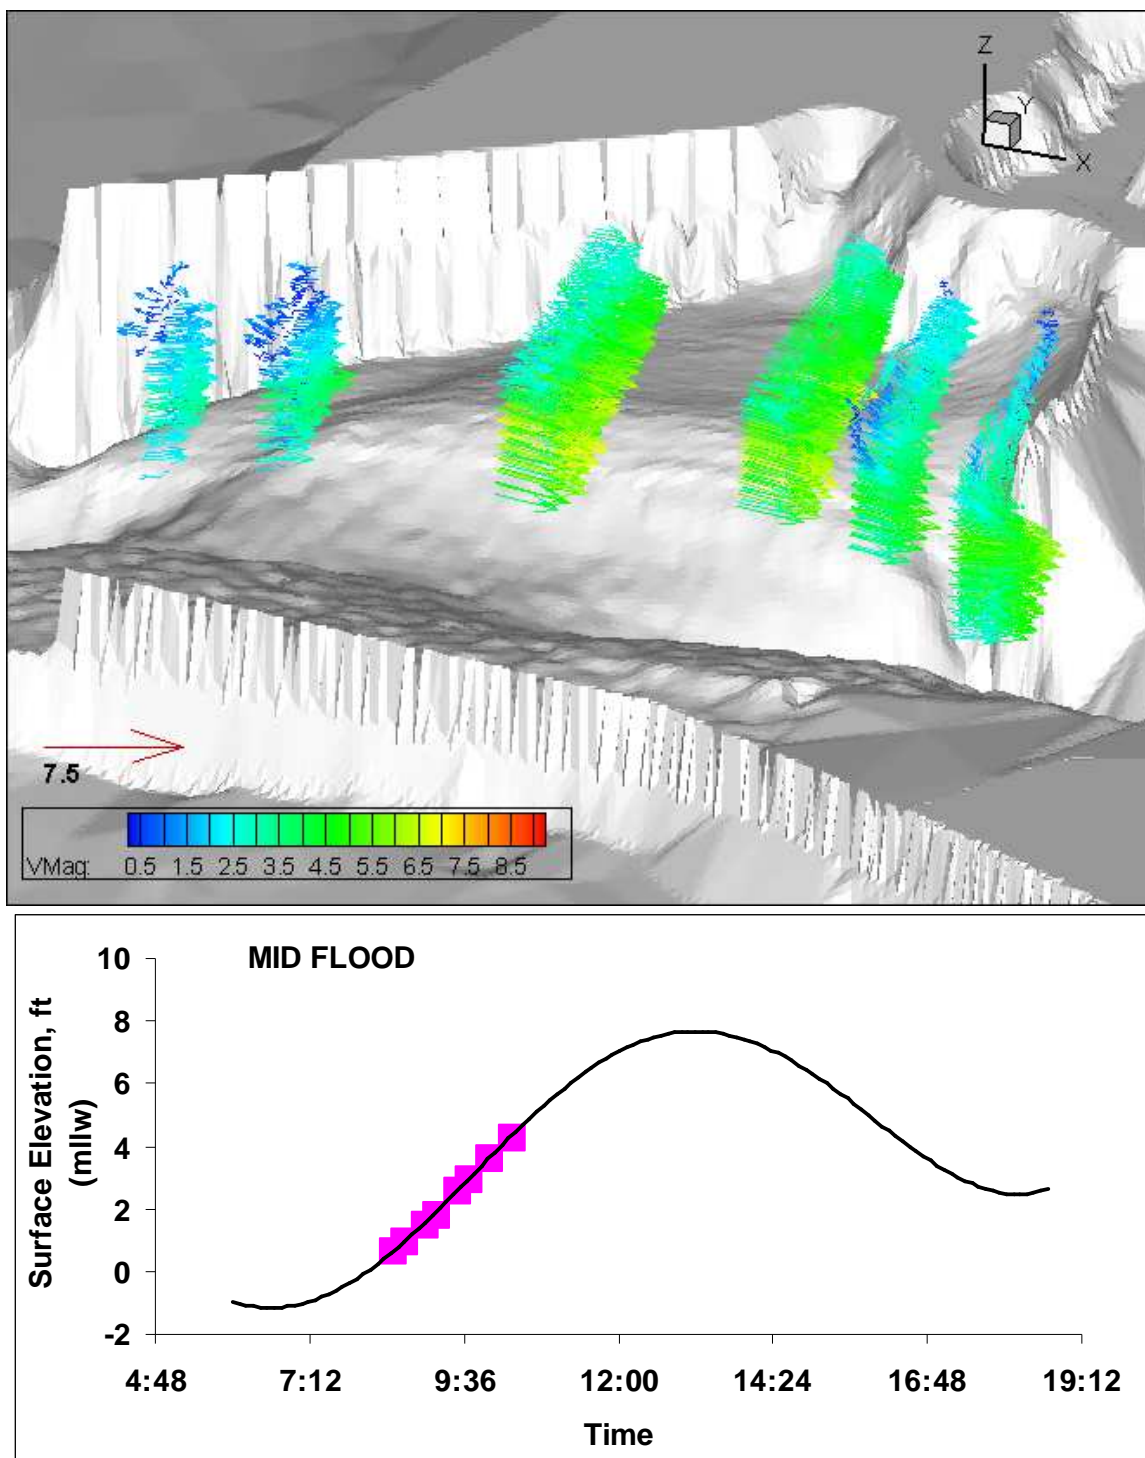 Z
Y
X
7.5
VMag: 0.5 1.5 2.5 3.5 4.5 5.5 6.5 7.5 8.5
MID FLOOD
10
8
6
4
2
0
-2
Surface Elevation, ft
(mllw)
4:48 7:12 9:36 12:00 14:24 16:48 19:12
Time